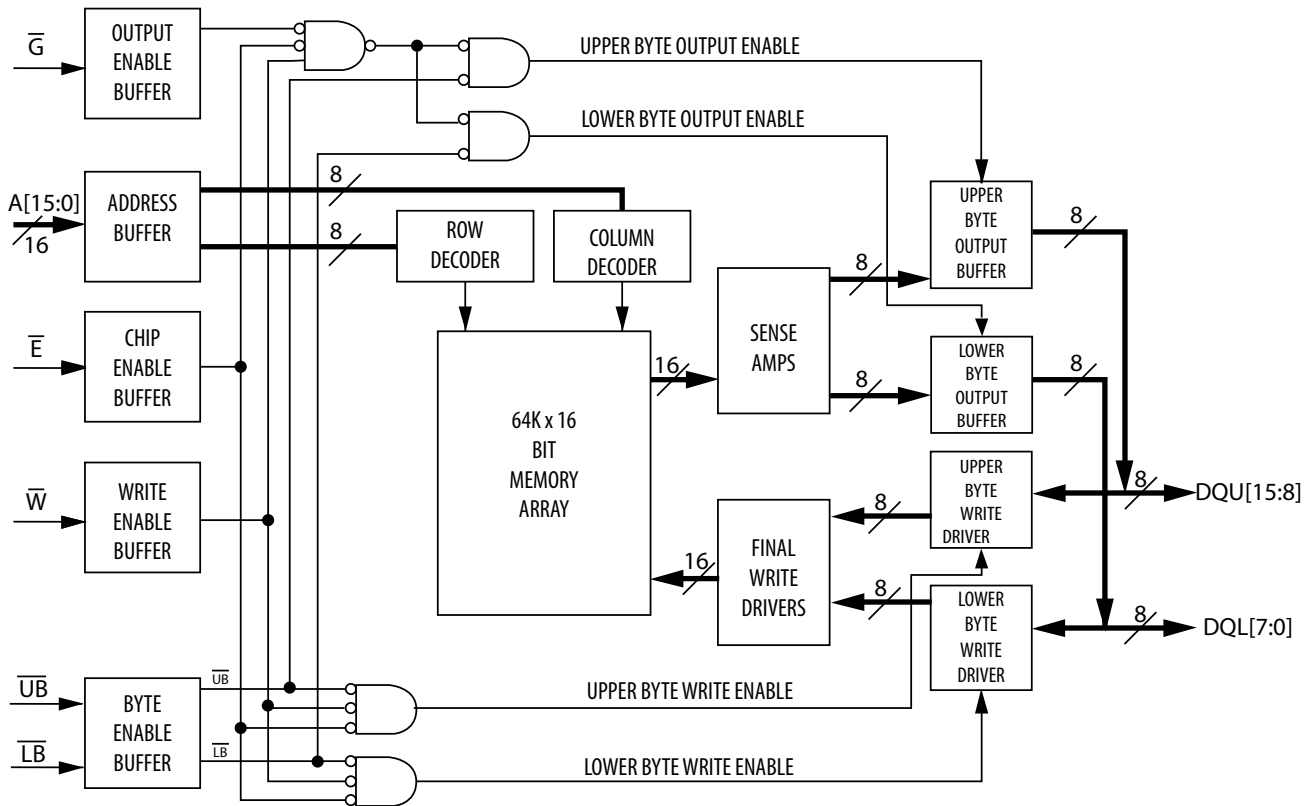 G
OUTPUT
ENABLE
BUFFER
UPPER BYTE OUTPUT ENABLE
LOWER BYTE OUTPUT ENABLE
A[15:0]
16
ADDRESS
BUFFER
8
8
ROW
DECODER
COLUMN
DECODER
UPPER
BYTE
OUTPUT
BUFFER
8
E
CHIP
ENABLE
BUFFER
64K x 16
BIT
MEMORY
ARRAY
16
SENSE
AMPS
8
8
LOWER
BYTE
OUTPUT
BUFFER
8
W
WRITE
ENABLE
BUFFER
16
FINAL
WRITE
DRIVERS
8
8
UPPER
BYTE
WRITE
DRIVER
8
DQU[15:8]
LOWER
BYTE
WRITE
DRIVER
8
DQL[7:0]
UB
LB
BYTE
ENABLE
BUFFER
UB
LB
UPPER BYTE WRITE ENABLE
LOWER BYTE WRITE ENABLE